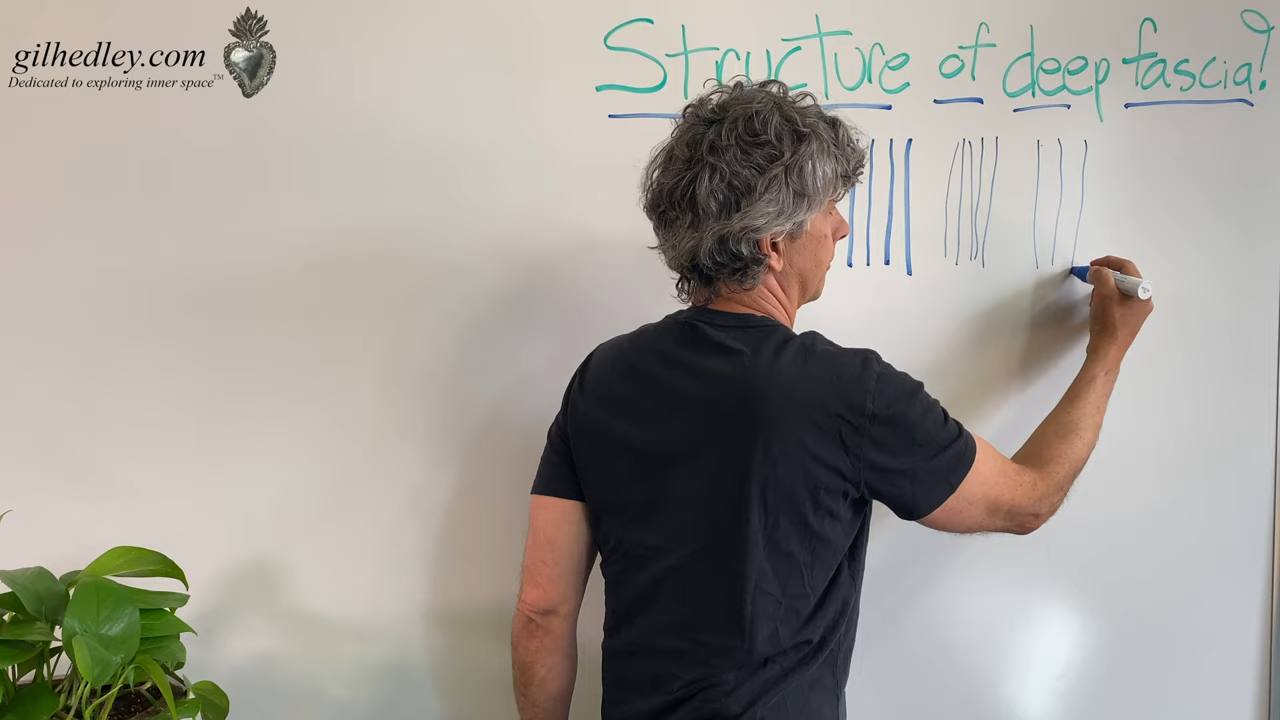 gilhedley.com
Dedicated to exploring inner space™
Structure of deep fascia!